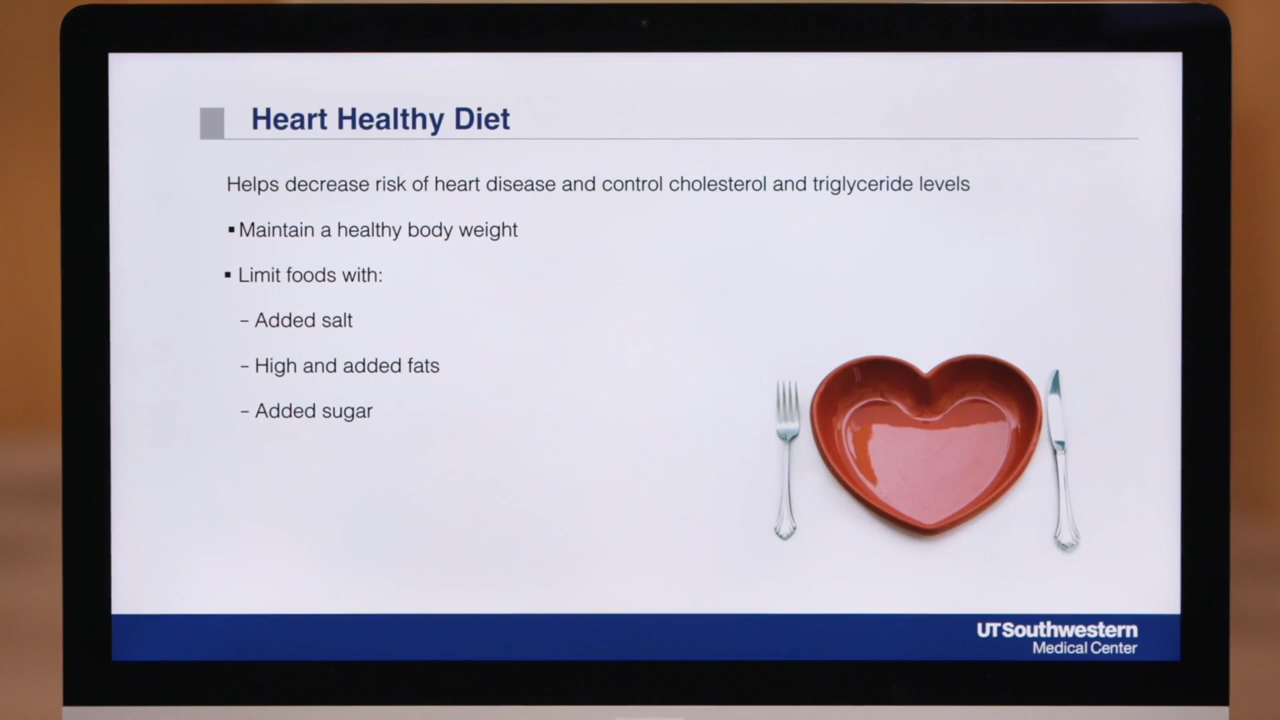 Heart Healthy Diet
Helps decrease risk of heart disease and control cholesterol and triglyceride levels
▪ Maintain a healthy body weight
▪ Limit foods with:
– Added salt
– High and added fats
– Added sugar
UTSouthwestern
Medical Center